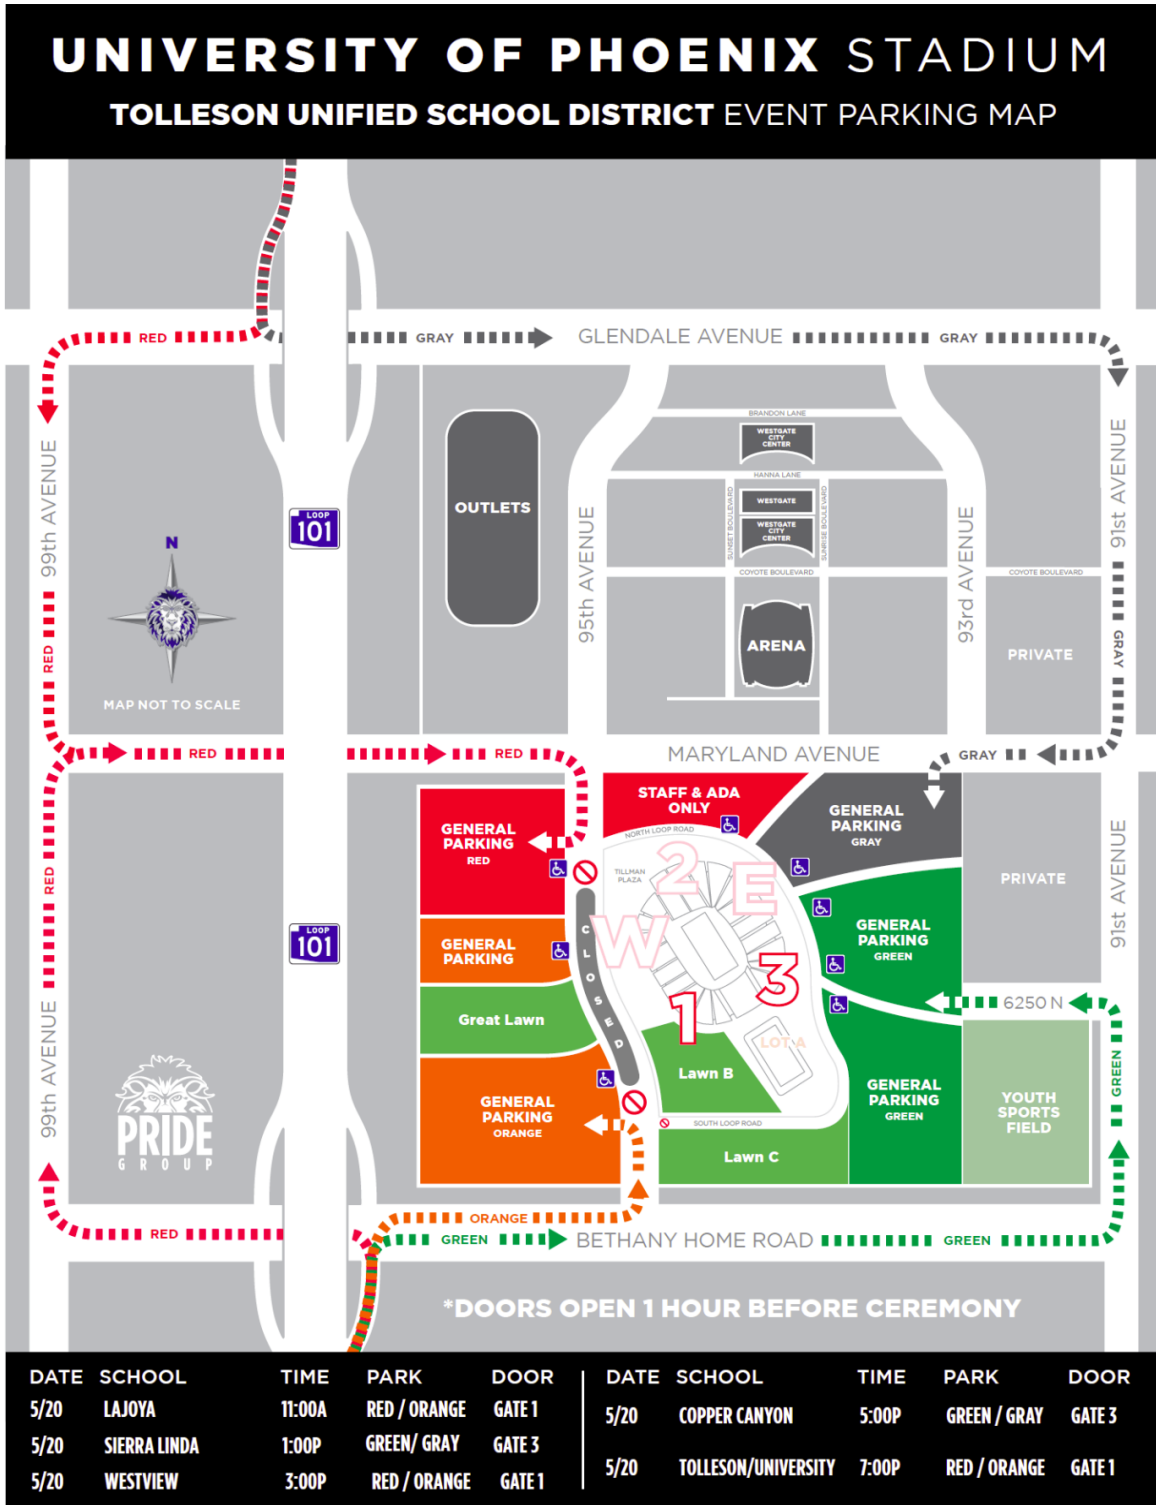 UNIVERSITY OF PHOENIX STADIUM
TOLLESON UNIFIED SCHOOL DISTRICT EVENT PARKING MAP
RED
GRAY
GLENDALE AVENUE
GRAY
BRANDON LANE
WESTGATE
CITY
CENTER
HANNA LANE
99th AVENUE
LOOP
101
OUTLETS
95th AVENUE
SUNSET BOULEVARD
WESTGATE
WESTGATE
CITY
CENTER
SUNRISE BOULEVARD
93rd AVENUE
91st AVENUE
N
COYOTE BOULEVARD
COYOTE BOULEVARD
RED
ARENA
PRIVATE
GRAY
MAP NOT TO SCALE
RED
RED
MARYLAND AVENUE
GRAY
STAFF & ADA
ONLY
GENERAL
PARKING
RED
NORTH LOOP ROAD
GENERAL
PARKING
GRAY
TILLMAN
PLAZA
2
E
PRIVATE
91st AVENUE
RED
LOOP
101
GENERAL
PARKING
CLOSED
W
3
GENERAL
PARKING
GREEN
1
6250 N
Great Lawn
LOT A
99th AVENUE
Lawn B
GENERAL
PARKING
GREEN
GREEN
YOUTH
SPORTS
FIELD
GENERAL
PARKING
ORANGE
PRIDE
GROUP
SOUTH LOOP ROAD
Lawn C
RED
ORANGE
GREEN
BETHANY HOME ROAD
GREEN
*DOORS OPEN 1 HOUR BEFORE CEREMONY
DATE SCHOOL TIME PARK DOOR
5/20 LAJOYA 11:00A RED / ORANGE GATE 1
5/20 SIERRA LINDA 1:00P GREEN/ GRAY GATE 3
5/20 WESTVIEW 3:00P RED / ORANGE GATE 1
DATE SCHOOL TIME PARK DOOR
5/20 COPPER CANYON 5:00P GREEN / GRAY GATE 3
5/20 TOLLESON/UNIVERSITY 7:00P RED / ORANGE GATE 1